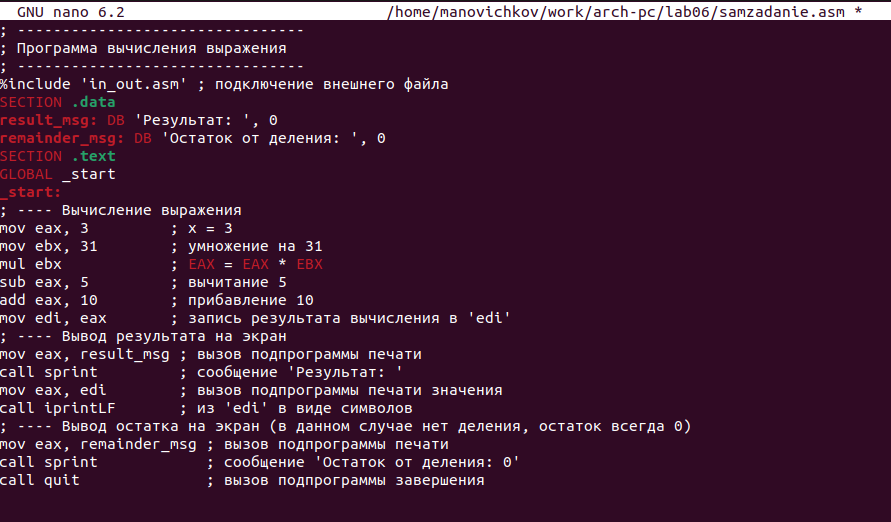 GNU nano 6.2 /home/manovichkov/work/arch-pc/lab06/samzadanie.asm *
; --------------------------------
; Программа вычисления выражения
; --------------------------------
%include 'in_out.asm' ; подключение внешнего файла
SECTION .data
result_msg: DB 'Результат: ', 0
remainder_msg: DB 'Остаток от деления: ', 0
SECTION .text
GLOBAL _start
_start:
; ---- Вычисление выражения
mov eax, 3 ; x = 3
mov ebx, 31 ; умножение на 31
mul ebx ; EAX = EAX * EBX
sub eax, 5 ; вычитание 5
add eax, 10 ; прибавление 10
mov edi, eax ; запись результата вычисления в 'edi'
; ---- Вывод результата на экран
mov eax, result_msg ; вызов подпрограммы печати
call sprint ; сообщение 'Результат: '
mov eax, edi ; вызов подпрограммы печати значения
call iprintLF ; из 'edi' в виде символов
; ---- Вывод остатка на экран (в данном случае нет деления, остаток всегда 0)
mov eax, remainder_msg ; вызов подпрограммы печати
call sprint ; сообщение 'Остаток от деления: 0'
call quit ; вызов подпрограммы завершения